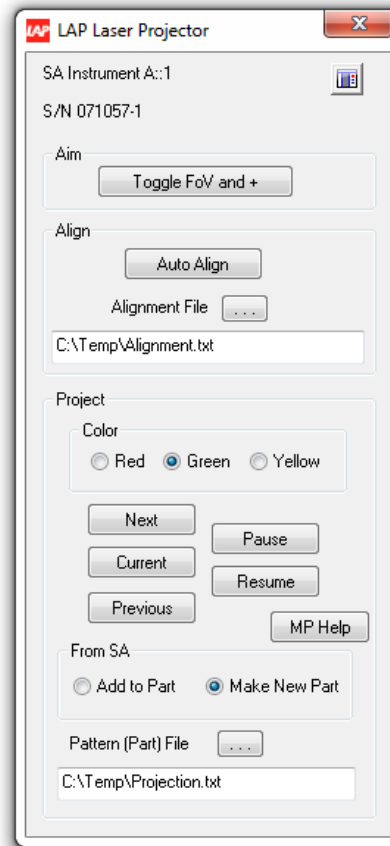 LAP LAP Laser Projector
SA Instrument A::1
S/N 071057-1
Aim
Toggle FoV and +
Align
Auto Align
Alignment File ...
C:\Temp\Alignment.txt
Project
Color
Red Green Yellow
Next
Pause
Current
Resume
Previous
MP Help
From SA
Add to Part Make New Part
Pattern (Part) File ...
C:\Temp\Projection.txt